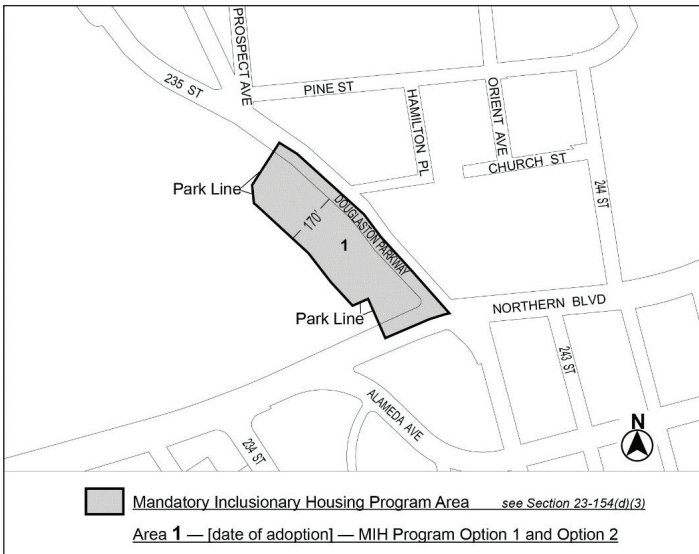 PROSPECT AVE
235 ST
PINE ST
HAMILTON PL
ORIENT AVE
CHURCH ST
244 ST
Park Line
170'
DOUGLASTON PARKWAY
1
Park Line
NORTHERN BLVD
243 ST
ALAMEDA AVE
234 ST
N
Mandatory Inclusionary Housing Program Area see Section 23-154(d)(3)
Area 1 — [date of adoption] — MIH Program Option 1 and Option 2